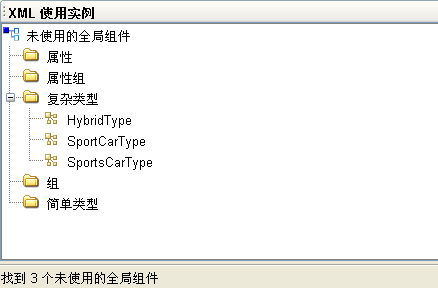 XML 使用实例
未使用的全局组件
属性
属性组
复杂类型
HybridType
SportCarType
SportsCarType
组
简单类型
找到 3 个未使用的全局组件